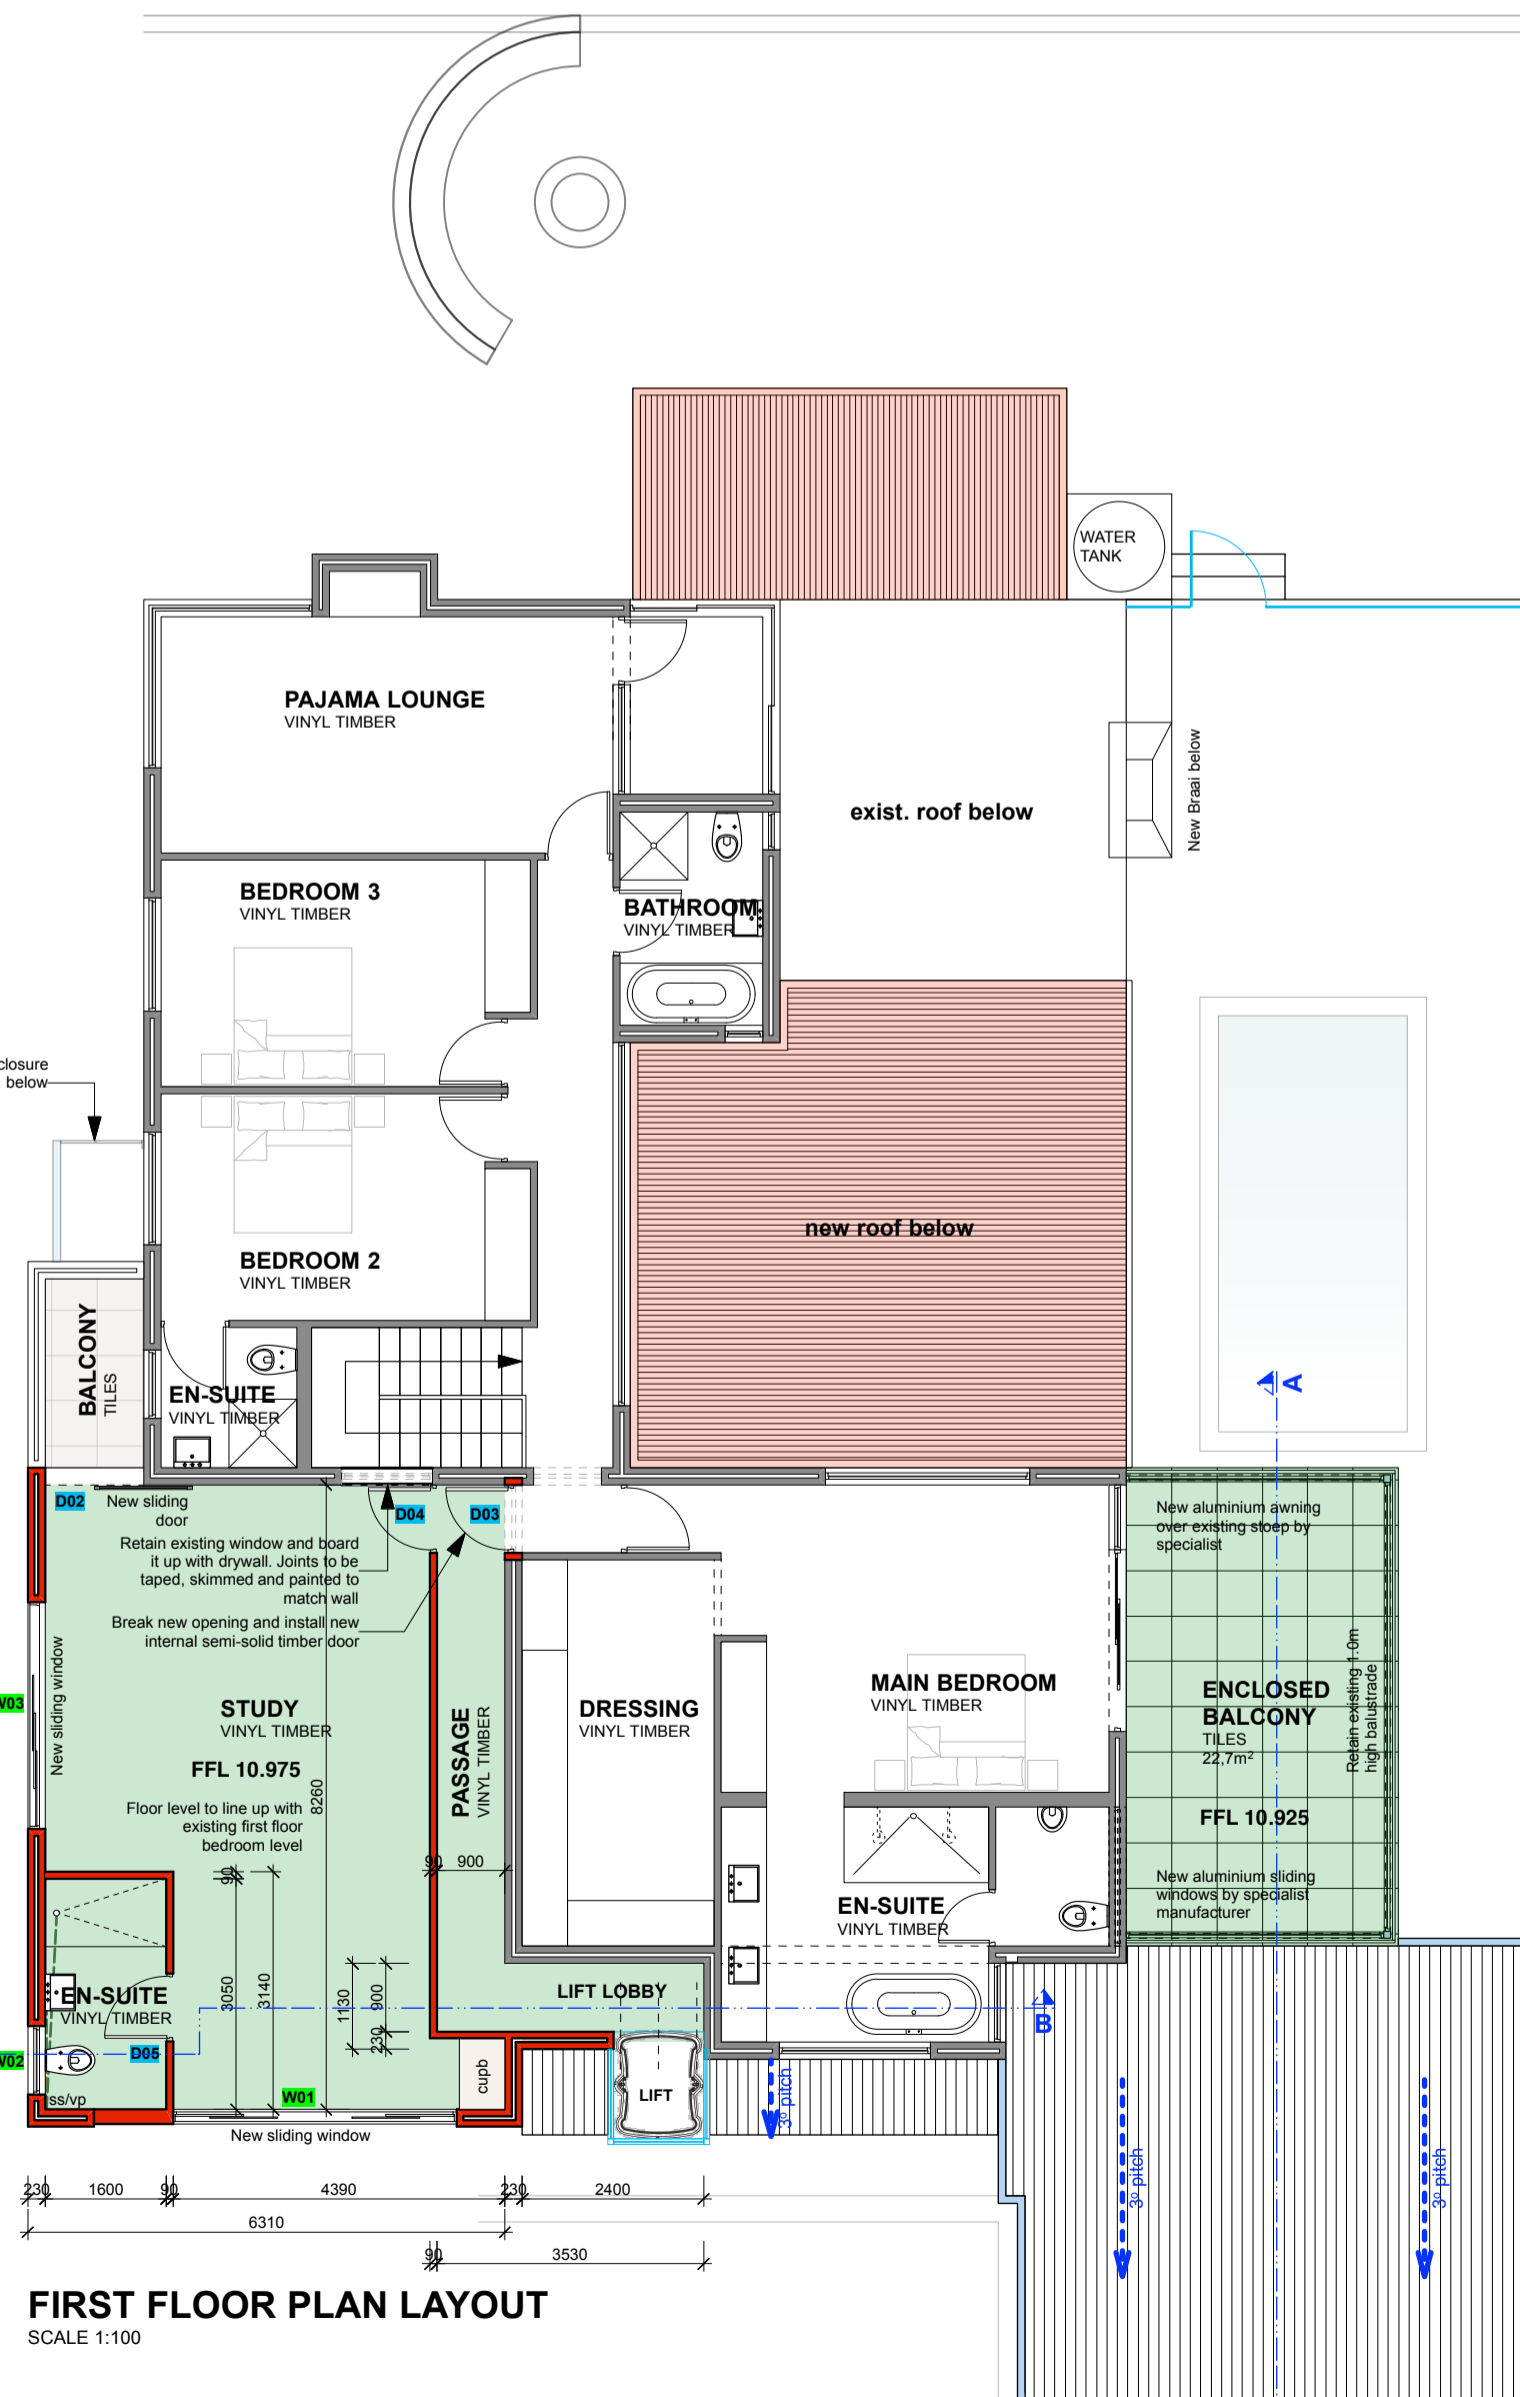 WATER
TANK
PAJAMA LOUNGE
VINYL TIMBER
New Braai below
exist. roof below
BEDROOM 3
VINYL TIMBER
BATHROOM
VINYL TIMBER
closure
below
new roof below
BEDROOM 2
VINYL TIMBER
BALCONY
TILES
EN-SUITE
VINYL TIMBER
A
D02
New sliding
door
D04
D03
Retain existing window and board
it up with drywall. Joints to be
taped, skimmed and painted to
match wall
Break new opening and install new
internal semi-solid timber door
New aluminium awning
over existing stoep by
specialist
W03
New sliding window
STUDY
VINYL TIMBER
FFL 10.975
Floor level to line up with
existing first floor
bedroom level
8260
PASSAGE
VINYL TIMBER
DRESSING
VINYL TIMBER
MAIN BEDROOM
VINYL TIMBER
ENCLOSED
BALCONY
TILES
22,7m²
Retain existing 1.0m
high balustrade
FFL 10.925
New aluminium sliding
windows by specialist
manufacturer
90
90 900
EN-SUITE
VINYL TIMBER
3050
3140
1130
900
230
LIFT LOBBY
EN-SUITE
VINYL TIMBER
B
W02
D05
ss/vp
W01
cupb
LIFT
3º pitch
New sliding window
230 1600 90 4390 230 2400
6310
90 3530
3º pitch
3º pitch
FIRST FLOOR PLAN LAYOUT
SCALE 1:100